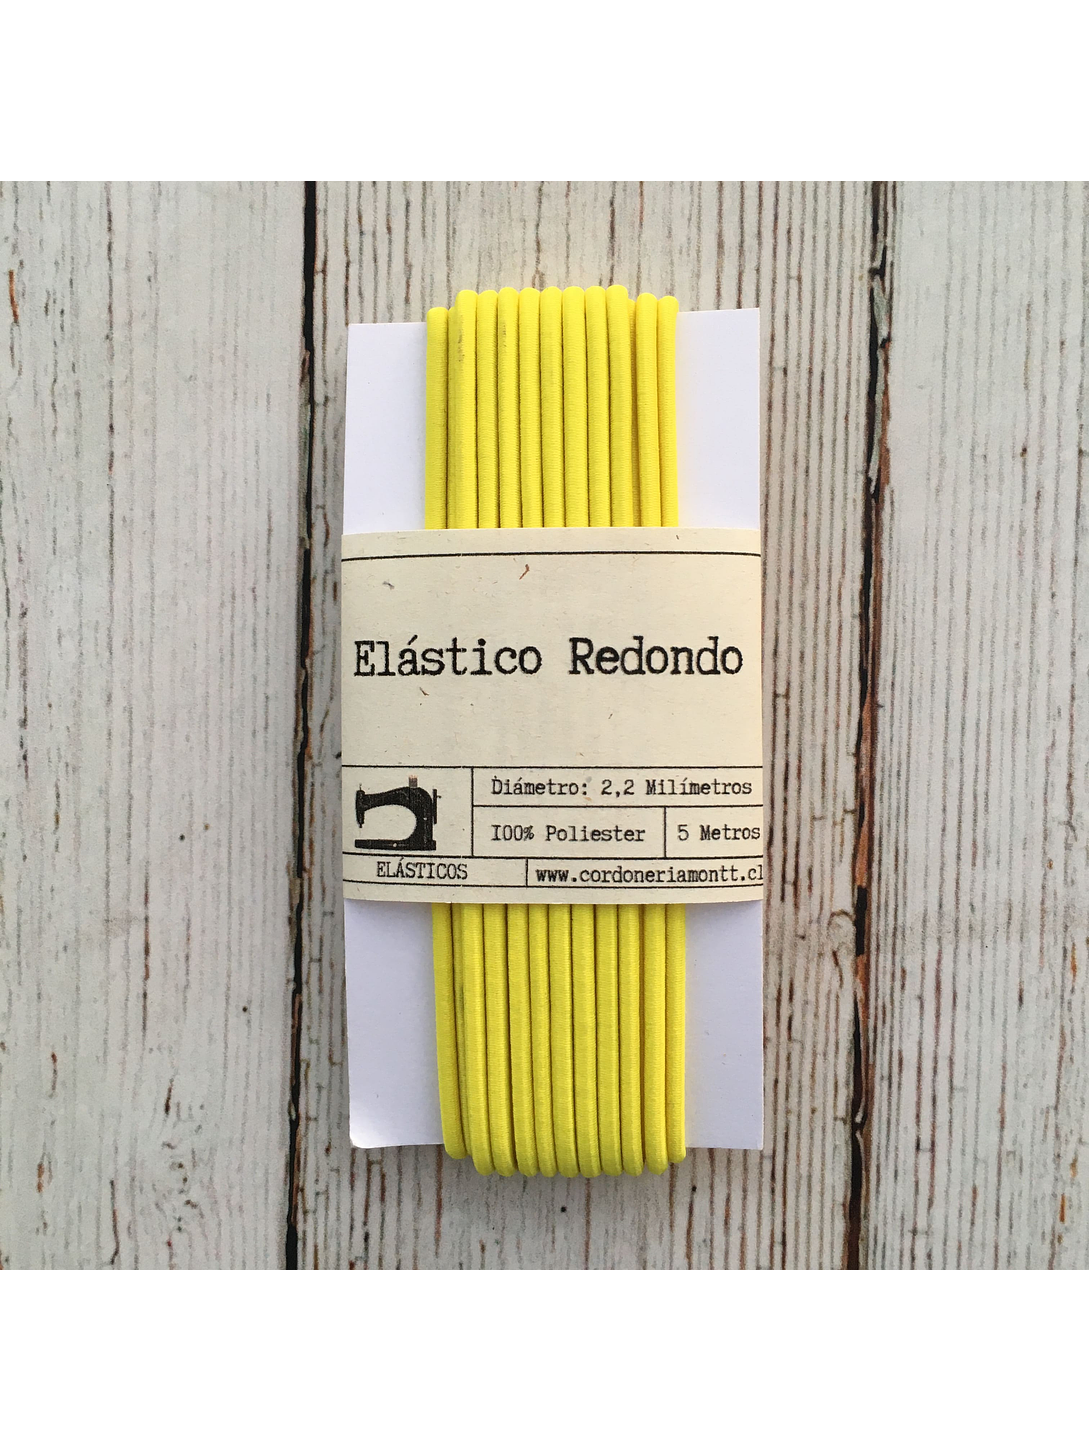 Elástico Redondo
Diámetro: 2,2 Milímetros
100% Poliester
5 Metros
ELÁSTICOS
www.cordoneriamontt.cl